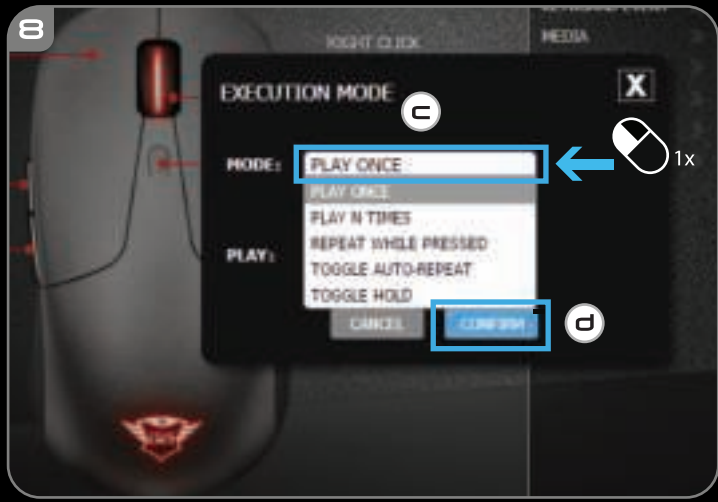 8
MEDIA
RIGHT CLICK
EXECUTION MODE
X
c
MODE: PLAY ONCE
1x
PLAY ONCE
PLAY N TIMES
REPEAT WHILE PRESSED
PLAY:
TOGGLE AUTO-REPEAT
TOGGLE HOLD
CANCEL
CONFIRM
d